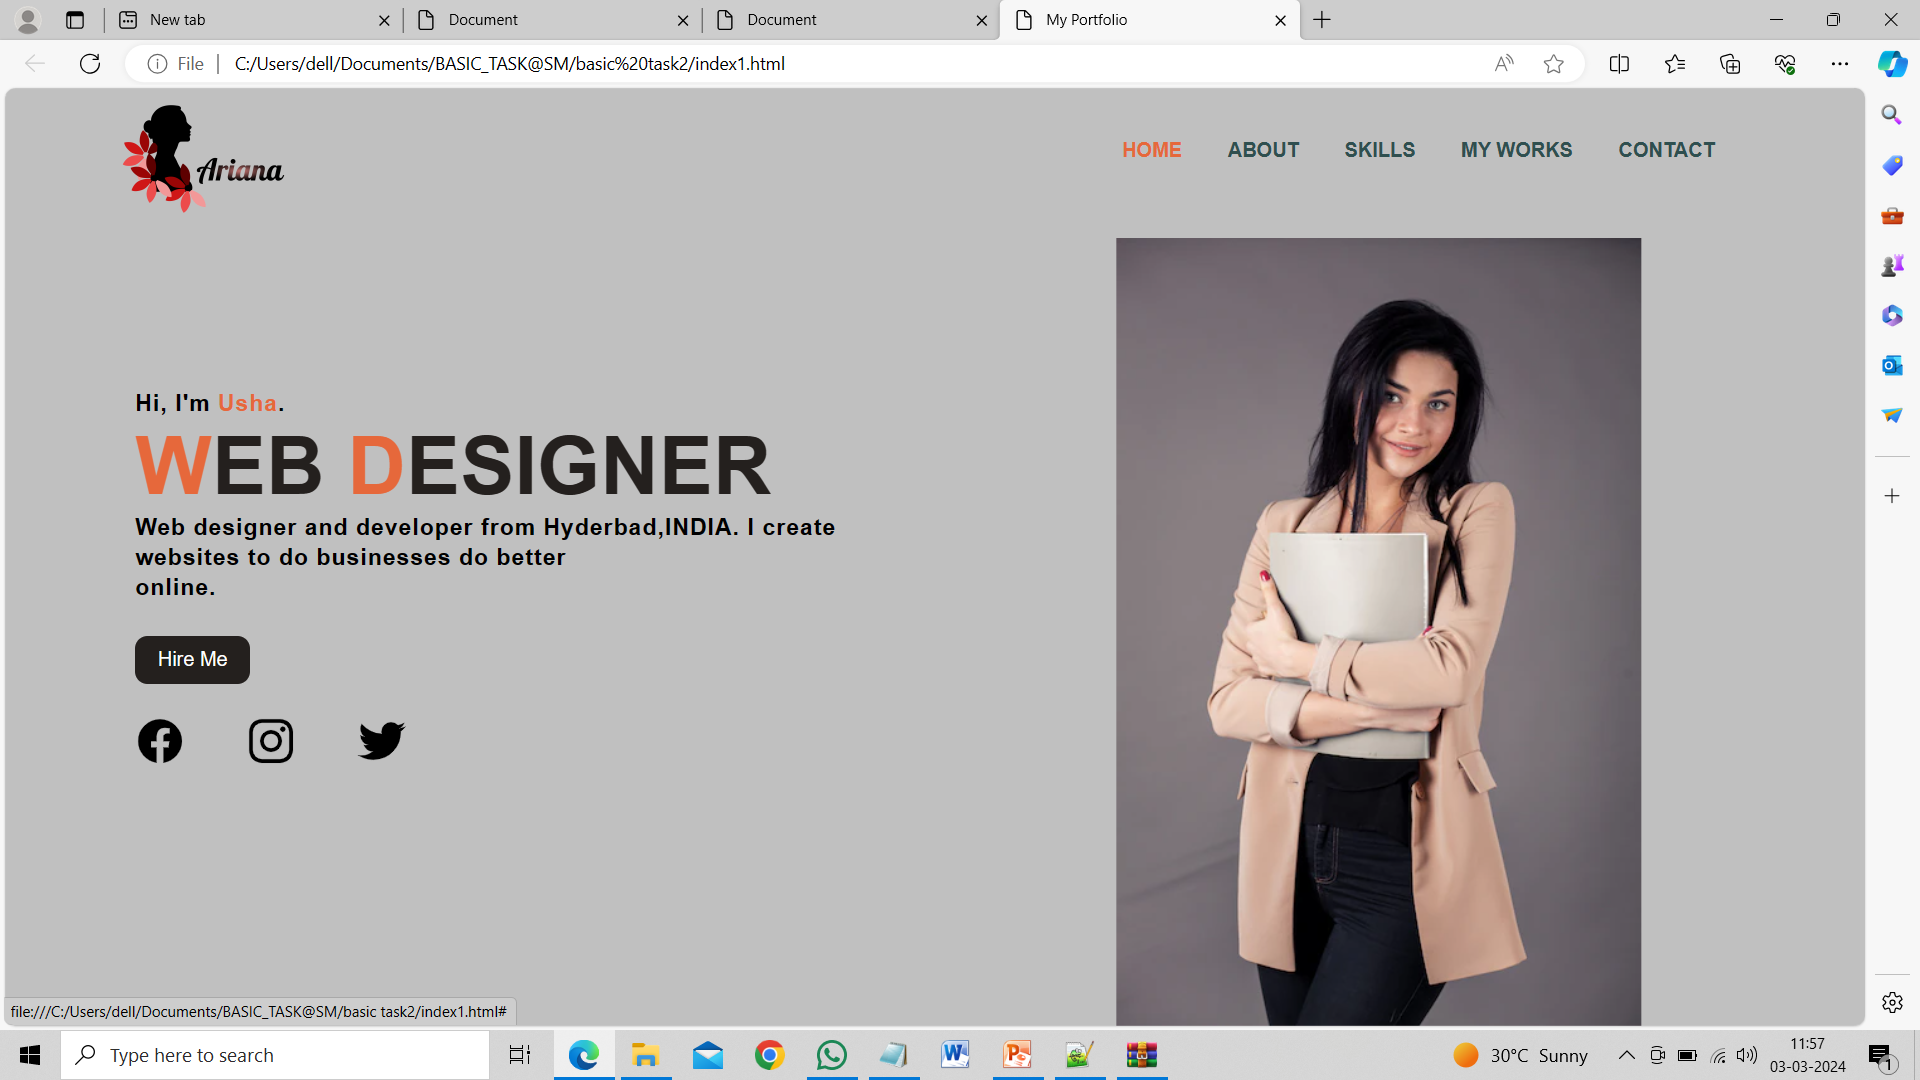 New tab
Document
Document
My Portfolio
File
C:/Users/dell/Documents/BASIC_TASK@SM/basic%20task2/index1.html
Ariana
HOME
ABOUT
SKILLS
MY WORKS
CONTACT
Hi, I'm Usha.
WEB DESIGNER
Web designer and developer from Hyderbad,INDIA. I create
websites to do businesses do better
online.
Hire Me
file:///C:/Users/dell/Documents/BASIC_TASK@SM/basic task2/index1.html#
Type here to search
30°C Sunny
11:57
03-03-2024
1